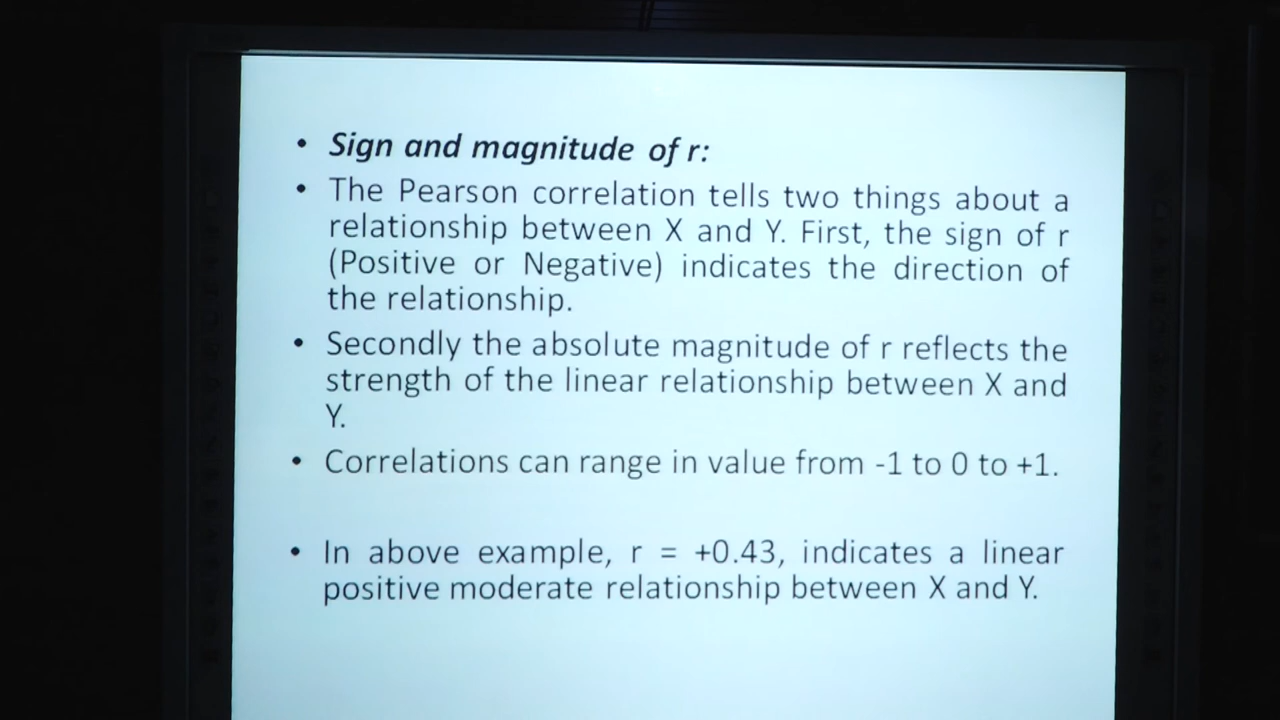 • Sign and magnitude of r:
• The Pearson correlation tells two things about a
relationship between X and Y. First, the sign of r
(Positive or Negative) indicates the direction of
the relationship.
• Secondly the absolute magnitude of r reflects the
strength of the linear relationship between X and
Y.
• Correlations can range in value from -1 to 0 to +1.
• In above example, r = +0.43, indicates a linear
positive moderate relationship between X and Y.